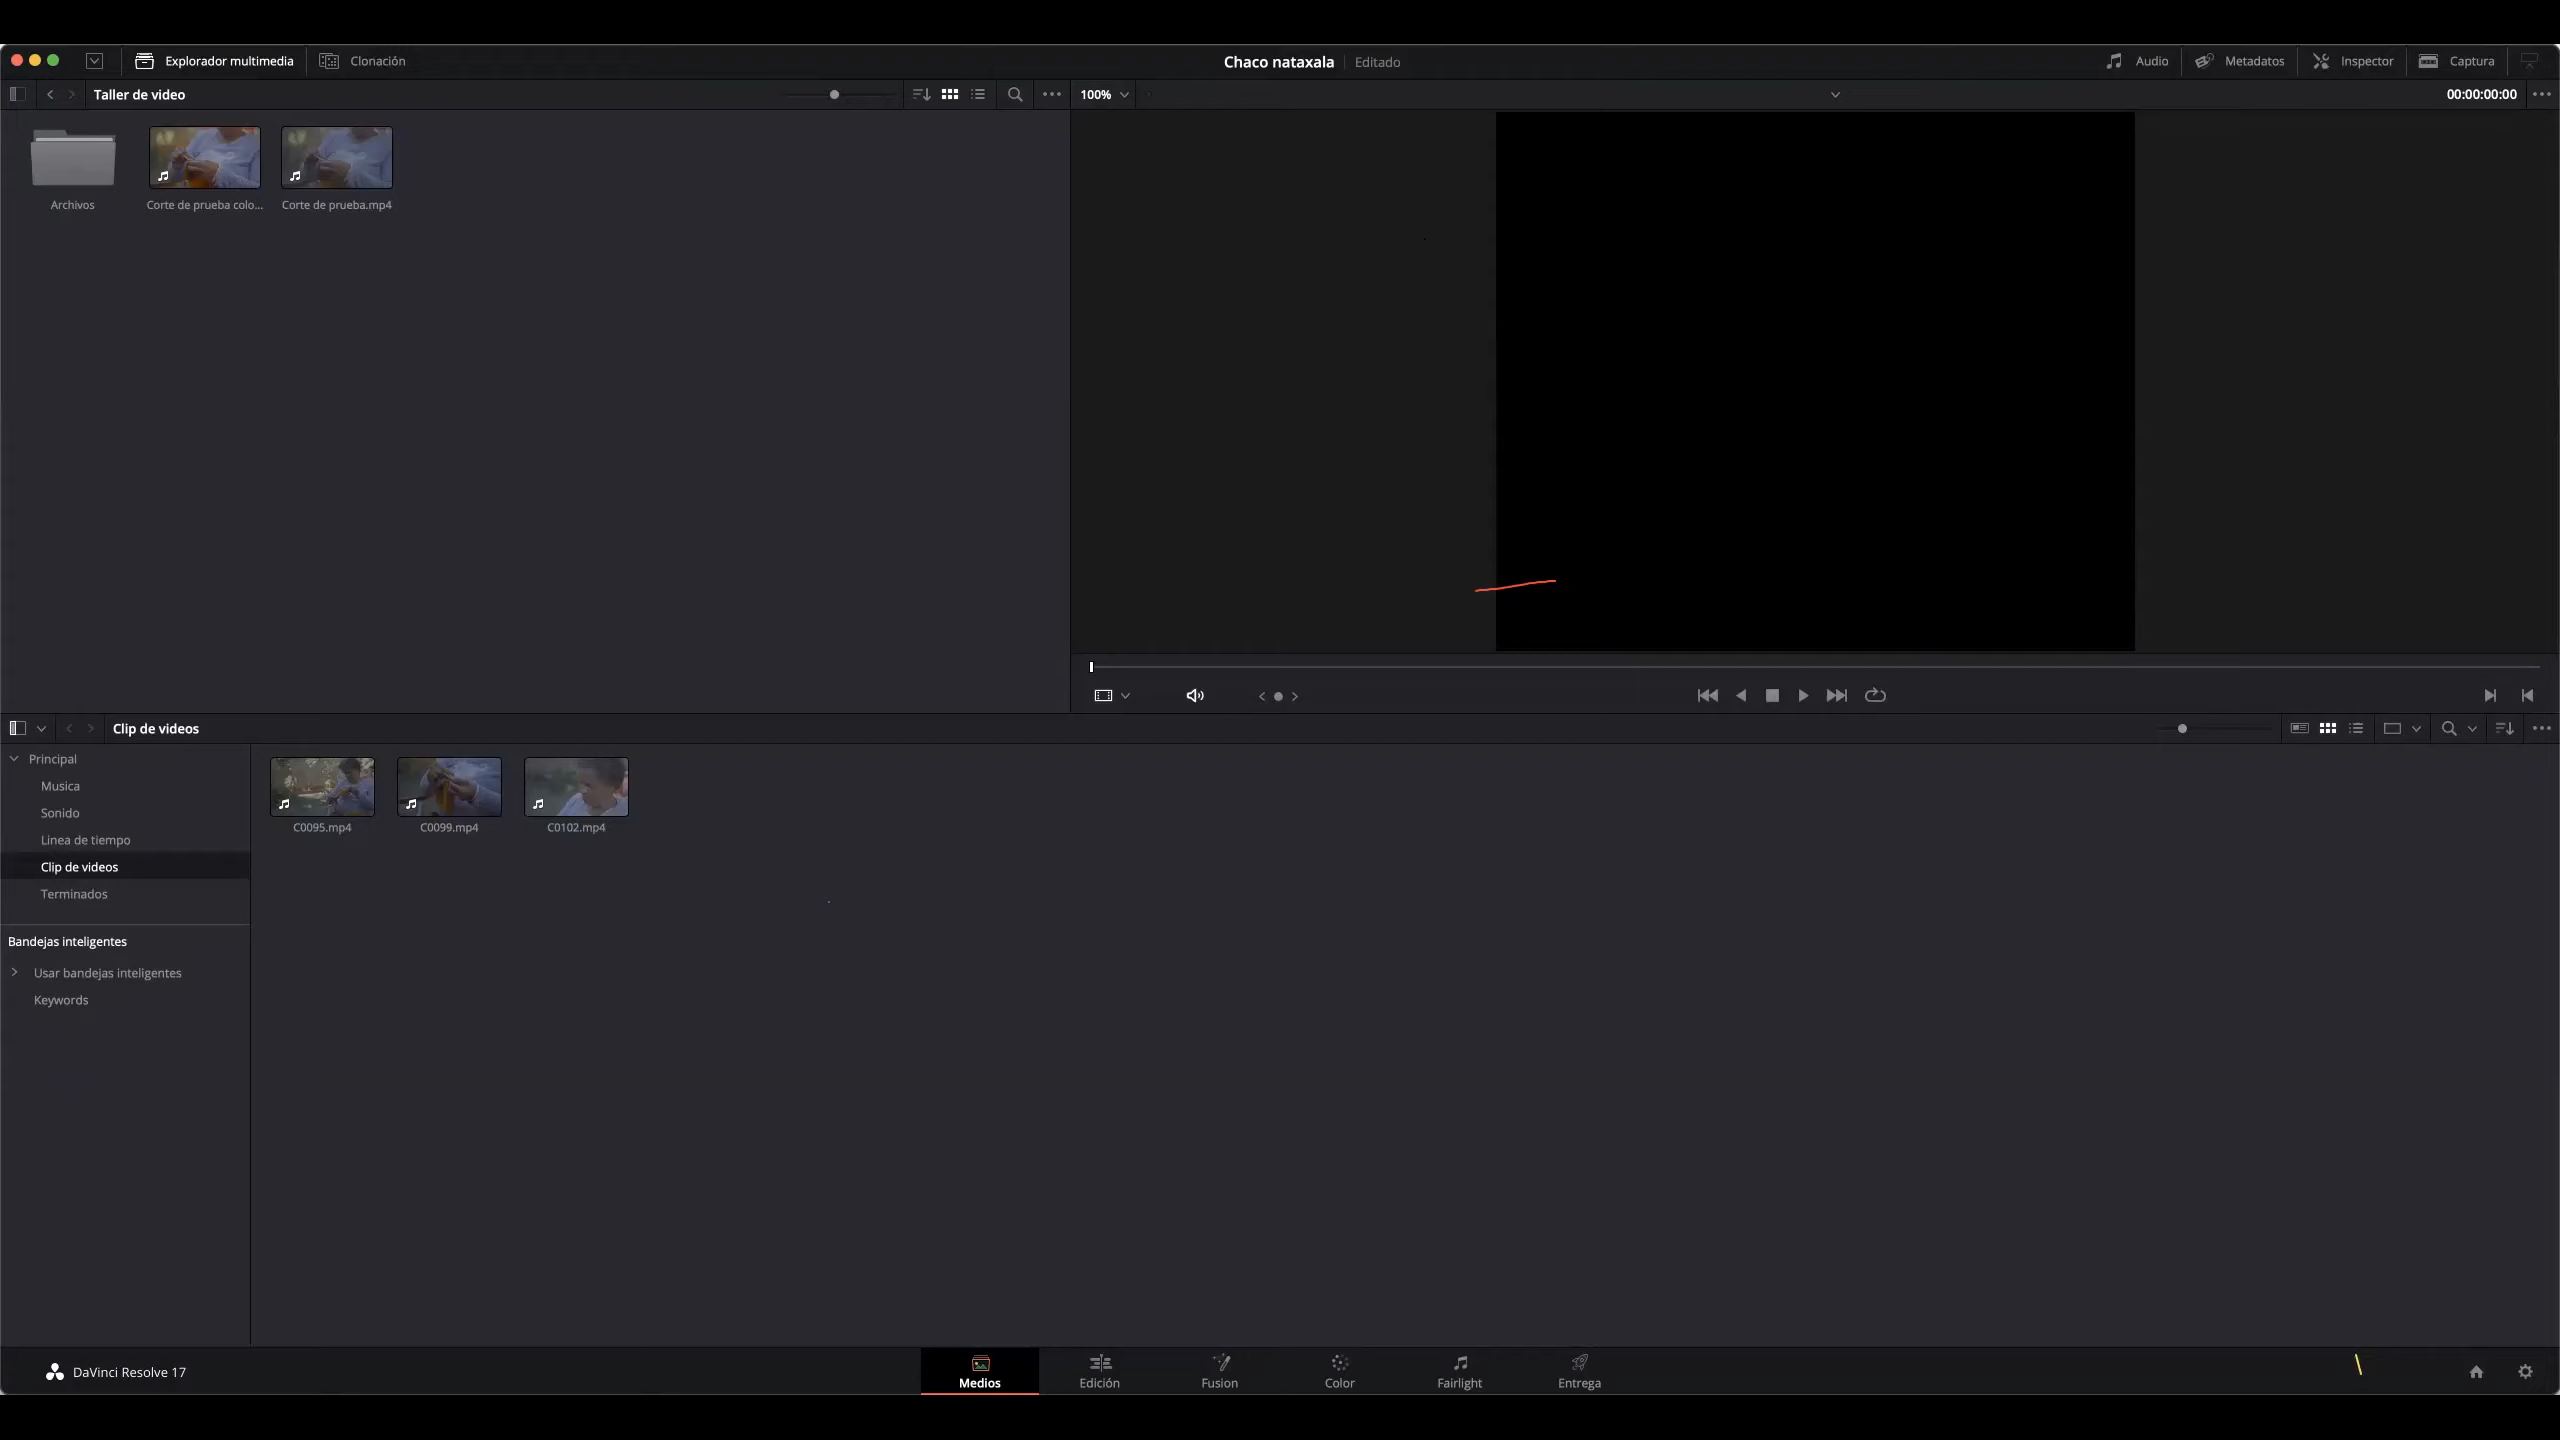 Explorador multimedia
Clonación
Chaco nataxala
Editado
Audio
Metadatos
Inspector
Captura
Taller de video
100%
00:00:00:00
Archivos
Corte de prueba colo...
Corte de prueba.mp4
Clip de videos
Principal
Musica
Sonido
Linea de tiempo
Clip de videos
Terminados
C0095.mp4
C0099.mp4
C0102.mp4
Bandejas inteligentes
Usar bandejas inteligentes
Keywords
DaVinci Resolve 17
Medios
Edición
Fusion
Color
Fairlight
Entrega